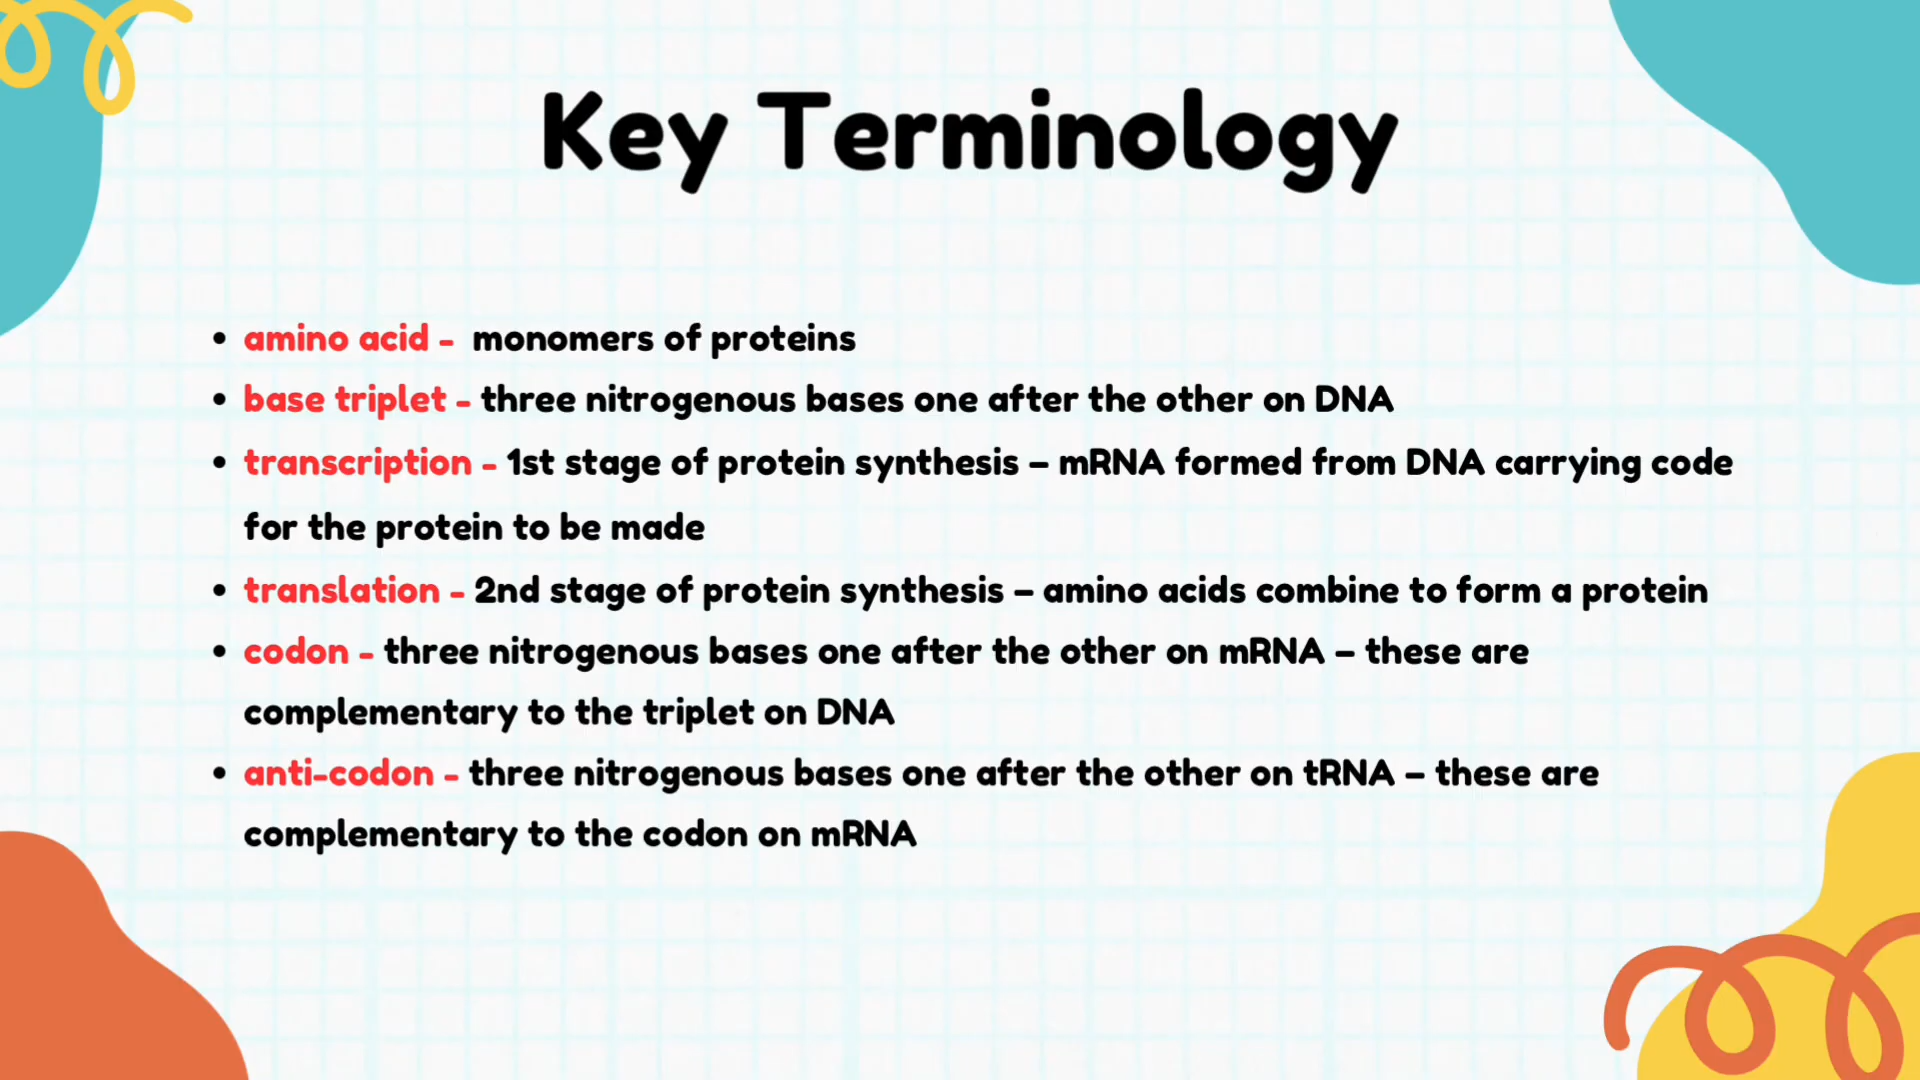 Key Terminology
• amino acid - monomers of proteins
• base triplet - three nitrogenous bases one after the other on DNA
• transcription - 1st stage of protein synthesis – mRNA formed from DNA carrying code
for the protein to be made
• translation - 2nd stage of protein synthesis – amino acids combine to form a protein
• codon - three nitrogenous bases one after the other on mRNA – these are
complementary to the triplet on DNA
• anti-codon - three nitrogenous bases one after the other on tRNA – these are
complementary to the codon on mRNA